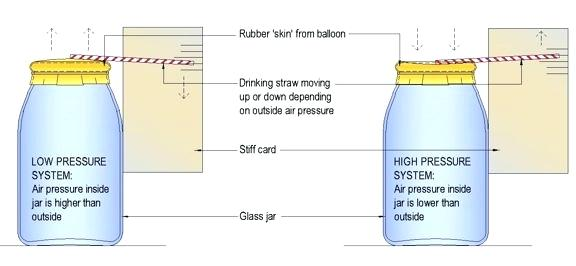 Rubber 'skin' from balloon
Drinking straw moving
up or down depending
on outside air pressure
Stiff card
LOW PRESSURE
SYSTEM:
Air pressure inside
jar is higher than
outside
HIGH PRESSURE
SYSTEM:
Air pressure inside
jar is lower than
outside
Glass jar